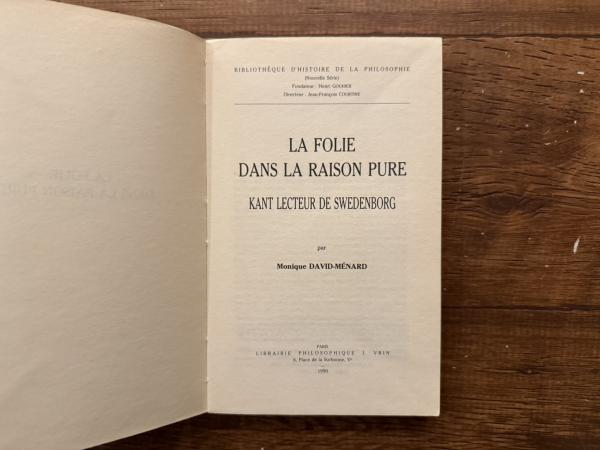 BIBLIOTHÈQUE D'HISTOIRE DE LA PHILOSOPHIE
(Nouvelle Série)
Fondateur : Henri GOUHIER
Directeur : Jean-François COURTINE
LA FOLIE
DANS LA RAISON PURE
KANT LECTEUR DE SWEDENBORG
par
Monique DAVID-MÉNARD
PARIS
LIBRAIRIE PHILOSOPHIQUE J. VRIN
6, Place de la Sorbonne, Vᵉ
1990